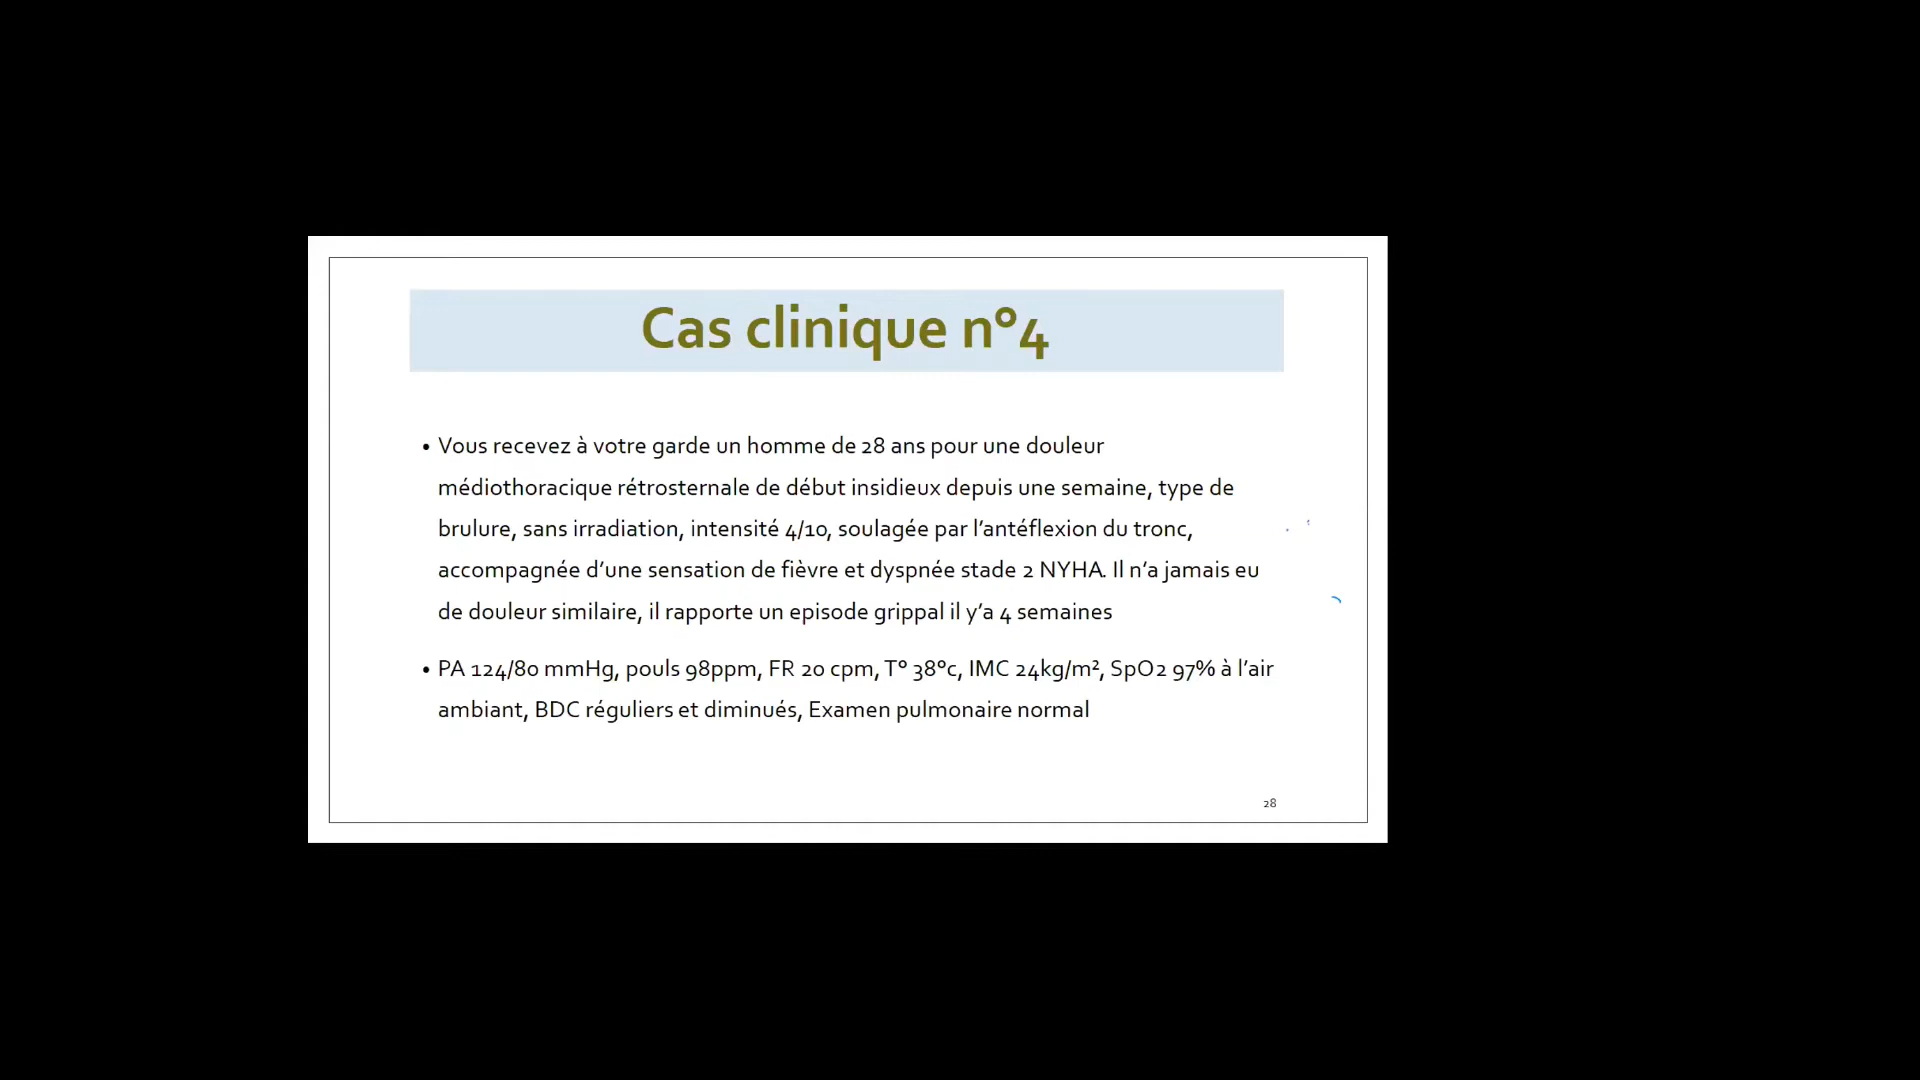 Cas clinique n°4
• Vous recevez à votre garde un homme de 28 ans pour une douleur
médiothoracique rétrosternale de début insidieux depuis une semaine, type de
brulure, sans irradiation, intensité 4/10, soulagée par l'antéflexion du tronc,
accompagnée d'une sensation de fièvre et dyspnée stade 2 NYHA. Il n'a jamais eu
de douleur similaire, il rapporte un episode grippal il y'a 4 semaines
• PA 124/80 mmHg, pouls 98ppm, FR 20 cpm, T° 38°c, IMC 24kg/m², SpO2 97% à l'air
ambiant, BDC réguliers et diminués, Examen pulmonaire normal
28